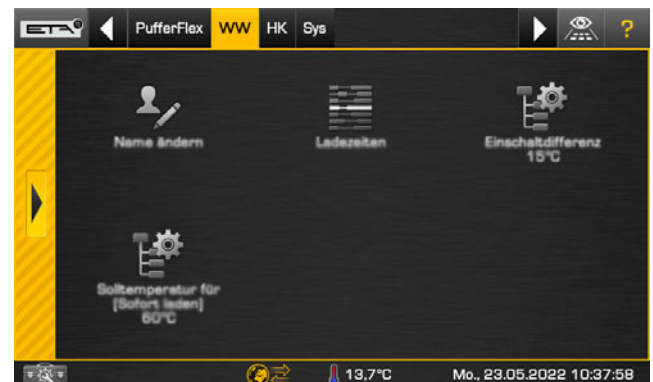 ETA
PufferFlex WW HK Sys ?
Name ändern
Ladezeiten
Einschaltdifferenz
15°C
Solltemperatur für
[Sofort laden]
60°C
13,7°C Mo., 23.05.2022 10:37:58